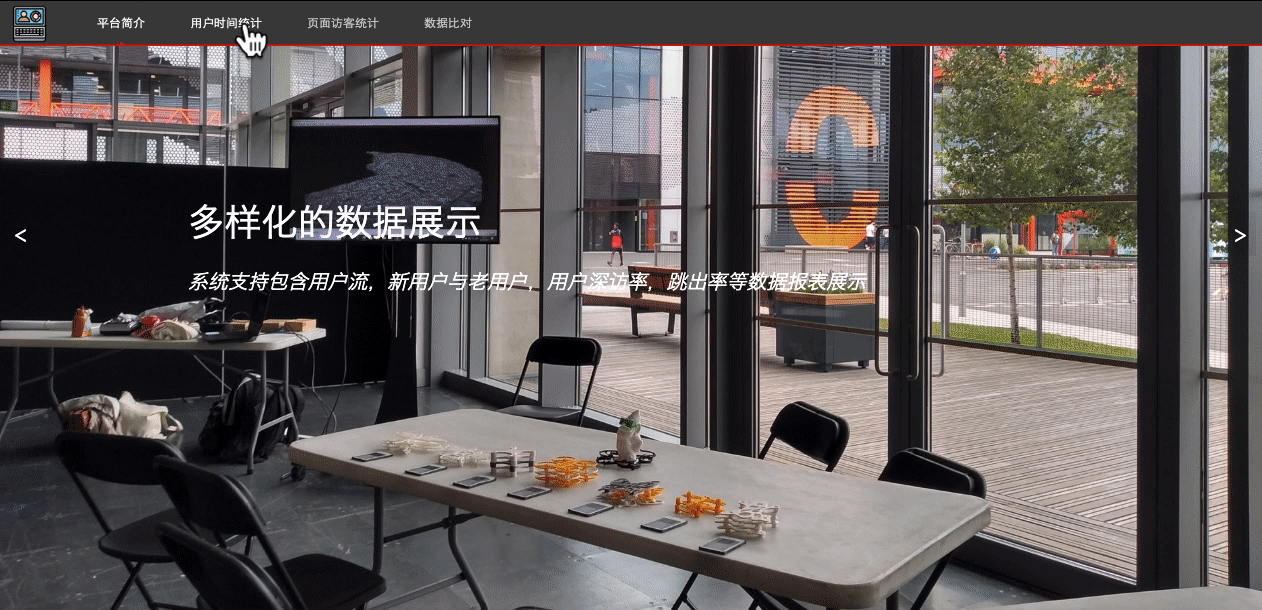 平台简介 用户时间统计 页面访客统计 数据比对
多样化的数据展示
< >
系统支持包含用户流，新用户与老用户，用户深访率，跳出率等数据报表展示